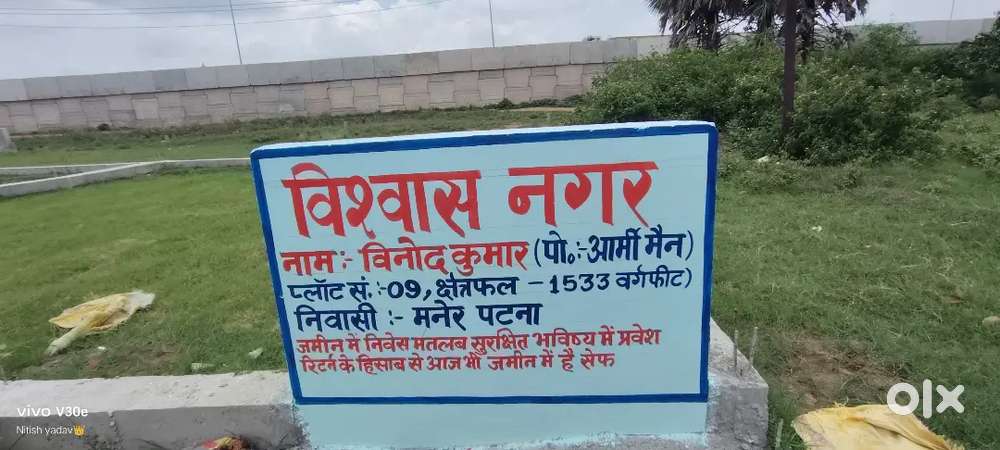 विश्वास नगर
नाम:- विनोद कुमार (पो॰:-आर्मी मैन)
प्लॉट सं.:-09, क्षेत्रफल - 1533 वर्गफीट)
निवासी :- मनेर पटना
जमीन में निवेस मतलब सुरक्षित भविष्य में प्रवेश
रिटर्न के हिसाब से आज भी जमीन में है सेफ
vivo V30e
Nitish yadav👑
olx